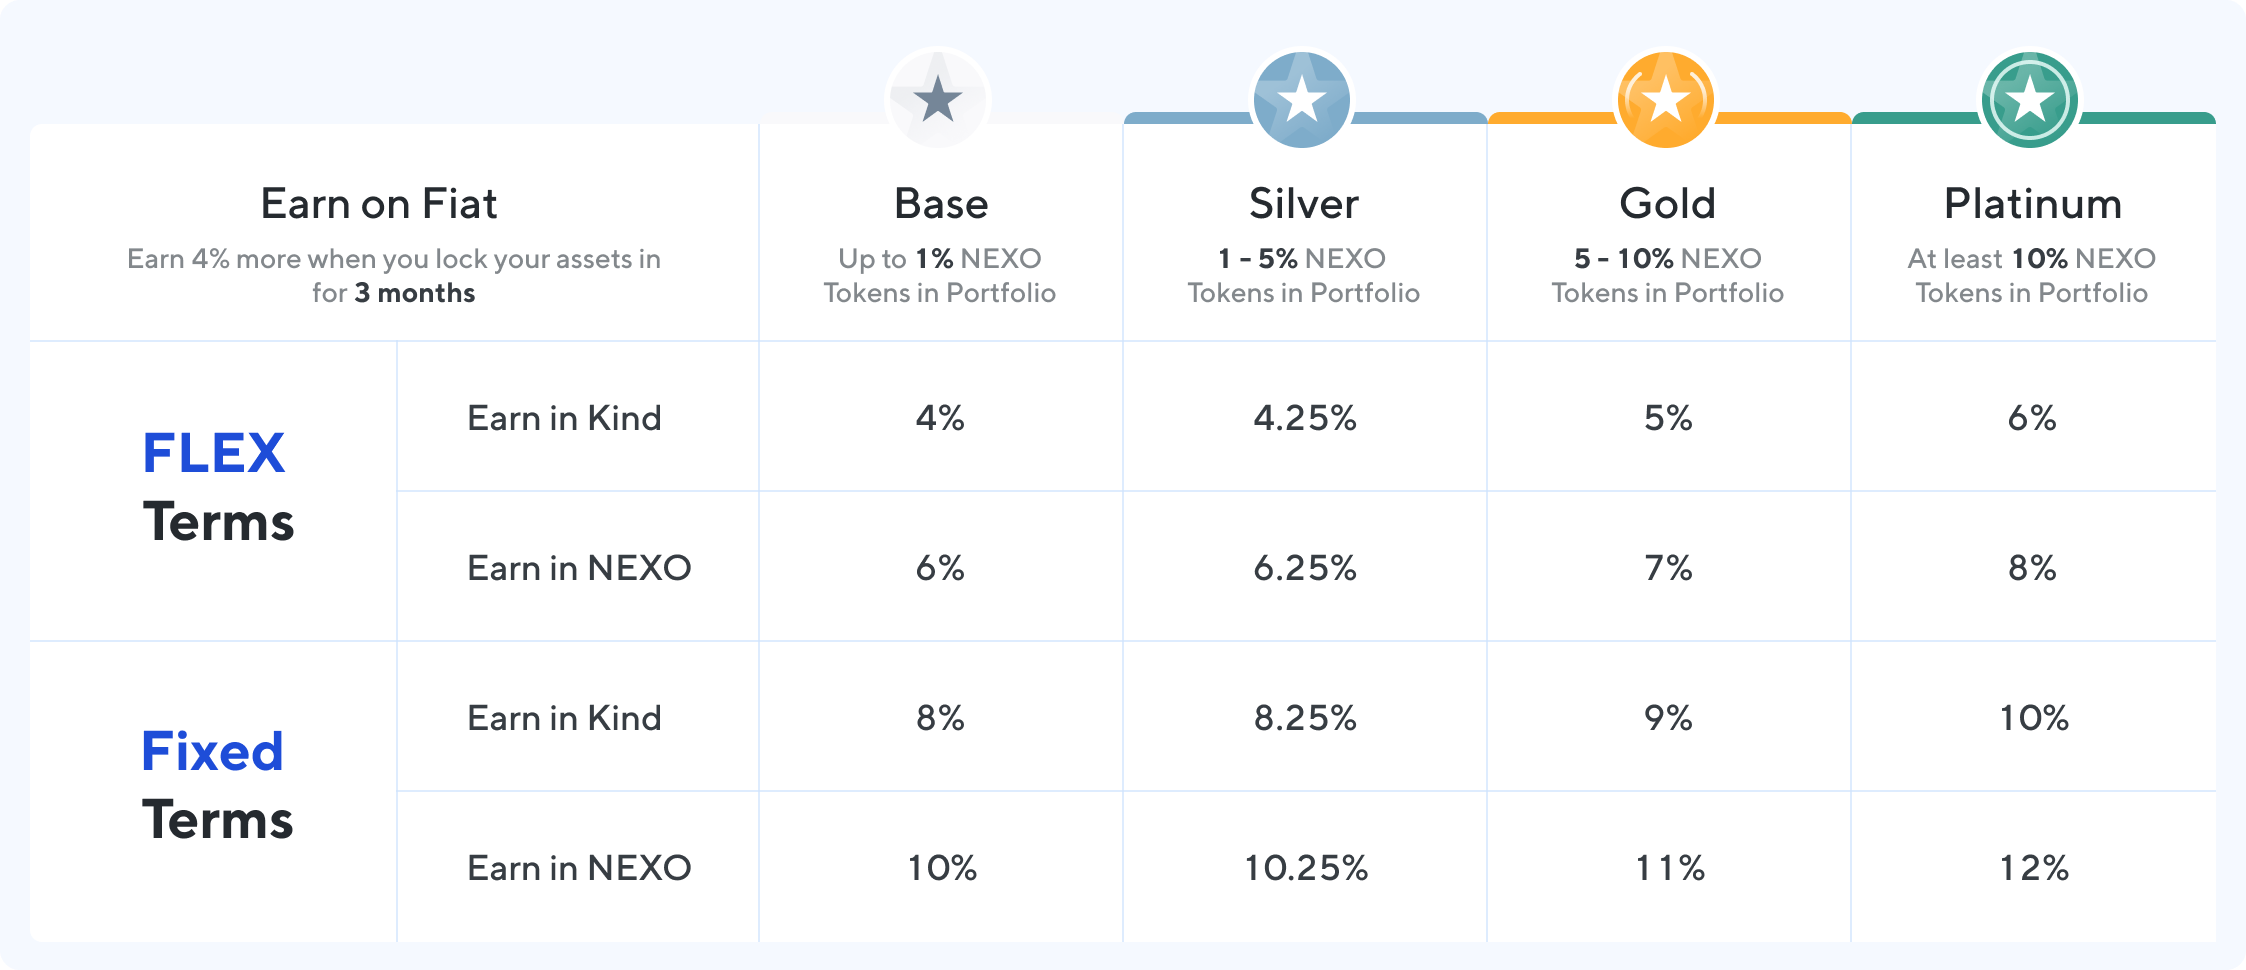 Earn on Fiat
Earn 4% more when you lock your assets in
for 3 months
Base
Up to 1% NEXO
Tokens in Portfolio
Silver
1 - 5% NEXO
Tokens in Portfolio
Gold
5 - 10% NEXO
Tokens in Portfolio
Platinum
At least 10% NEXO
Tokens in Portfolio
FLEX
Terms
Earn in Kind
4%
4.25%
5%
6%
Earn in NEXO
6%
6.25%
7%
8%
Fixed
Terms
Earn in Kind
8%
8.25%
9%
10%
Earn in NEXO
10%
10.25%
11%
12%